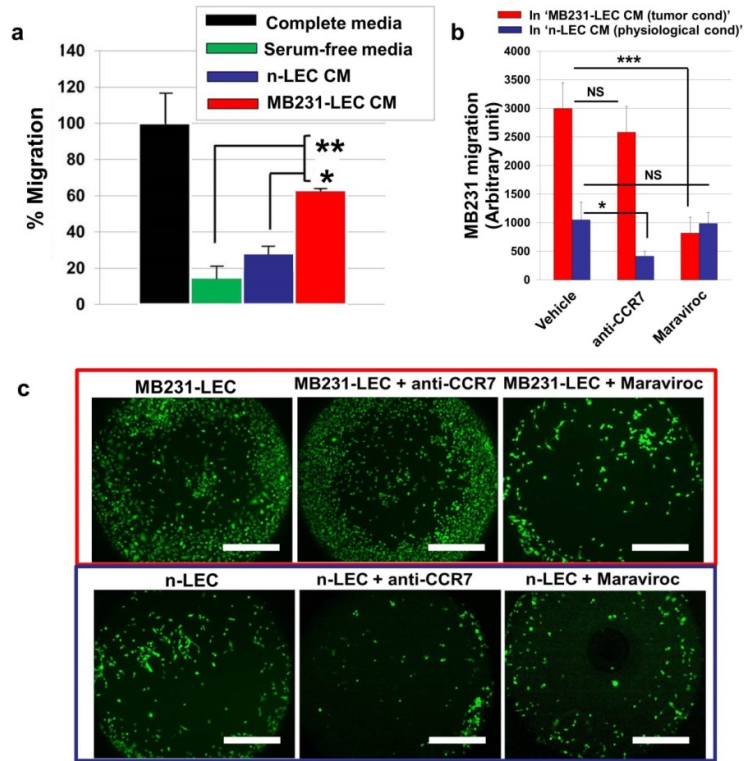 a
Complete media
Serum-free media
n-LEC CM
MB231-LEC CM
% Migration
140
120
100
80
60
40
20
0
**
*
b
In 'MB231-LEC CM (tumor cond)'
In 'n-LEC CM (physiological cond)'
MB231 migration
(Arbitrary unit)
4000
3500
3000
2500
2000
1500
1000
500
0
***
NS
NS
*
Vehicle
anti-CCR7
Maraviroc
c
MB231-LEC
MB231-LEC + anti-CCR7
MB231-LEC + Maraviroc
n-LEC
n-LEC + anti-CCR7
n-LEC + Maraviroc